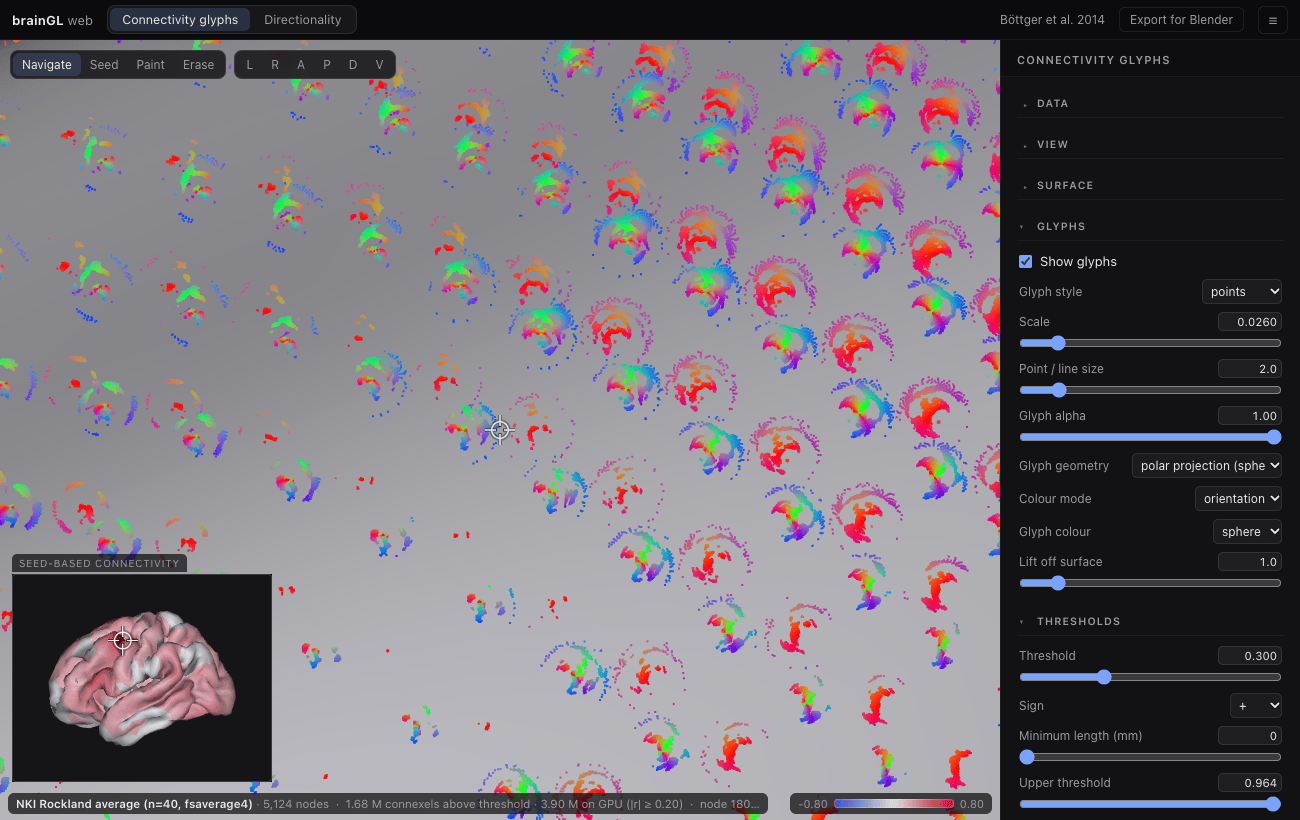 brainGL web
Connectivity glyphs
Directionality
Böttger et al. 2014
Export for Blender
≡
Navigate
Seed
Paint
Erase
L
R
A
P
D
V
CONNECTIVITY GLYPHS
DATA
VIEW
SURFACE
GLYPHS
Show glyphs
Glyph style
points
Scale
0.0260
Point / line size
2.0
Glyph alpha
1.00
Glyph geometry
polar projection (sphe
Colour mode
orientation
Glyph colour
sphere
Lift off surface
1.0
THRESHOLDS
Threshold
0.300
Sign
+
Minimum length (mm)
0
Upper threshold
0.964
SEED-BASED CONNECTIVITY
NKI Rockland average (n=40, fsaverage4) · 5,124 nodes · 1.68 M connexels above threshold · 3.90 M on GPU (|r| ≥ 0.20) · node 180…
-0.80
0.80